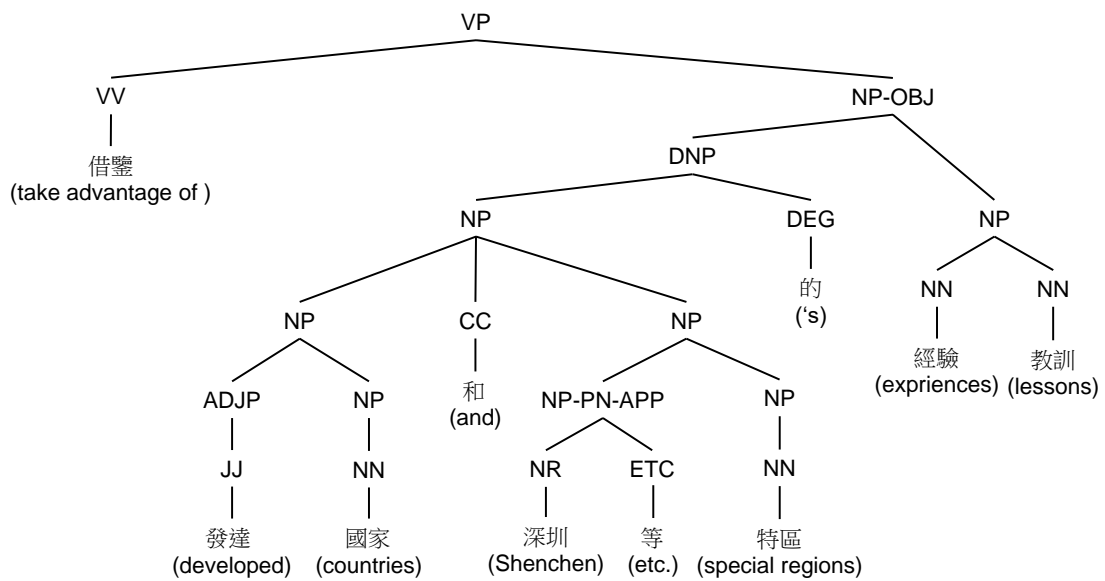 VP
VV
NP-OBJ
借鑒
(take advantage of )
DNP
NP
DEG
NP
的
(‘s)
NN
NN
NP
CC
NP
經驗
(expriences)
教訓
(lessons)
和
(and)
ADJP
NP
NP-PN-APP
NP
JJ
NN
NR
ETC
NN
發達
(developed)
國家
(countries)
深圳
(Shenchen)
等
(etc.)
特區
(special regions)